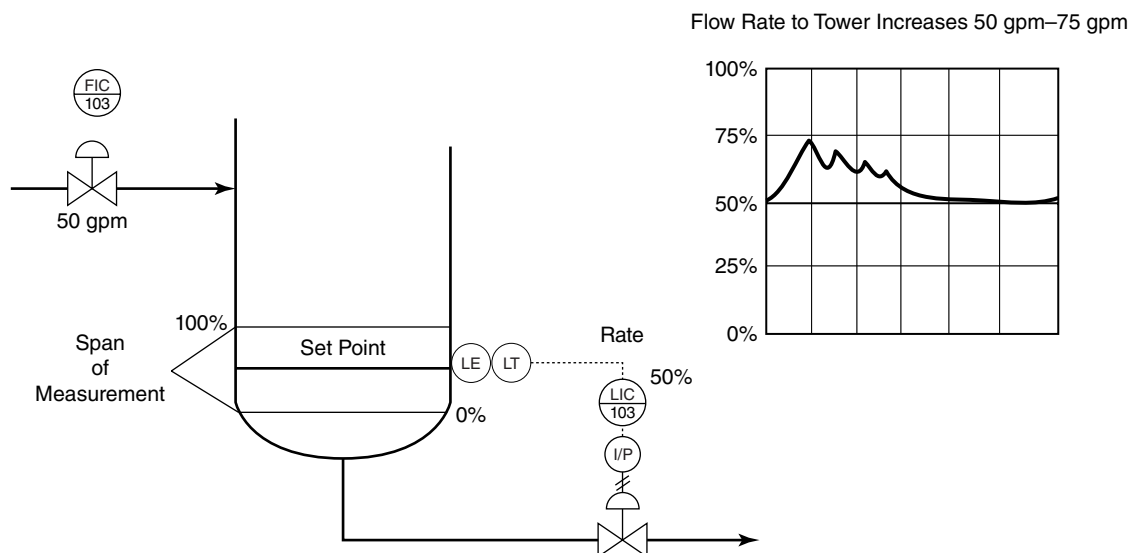 Flow Rate to Tower Increases 50 gpm–75 gpm
100%
75%
50%
25%
0%
FIC
103
50 gpm
100%
Span
of
Measurement
Set Point
0%
LE
LT
Rate
50%
LIC
103
I/P